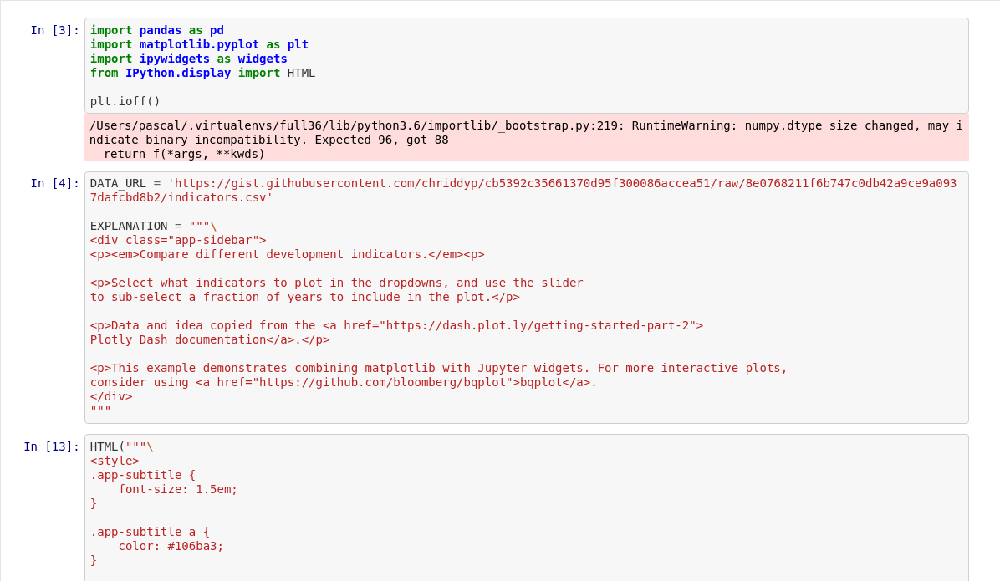 In [3]:
import pandas as pd
import matplotlib.pyplot as plt
import ipywidgets as widgets
from IPython.display import HTML

plt.ioff()
/Users/pascal/.virtualenvs/full36/lib/python3.6/importlib/_bootstrap.py:219: RuntimeWarning: numpy.dtype size changed, may i
ndicate binary incompatibility. Expected 96, got 88
  return f(*args, **kwds)
In [4]:
DATA_URL = 'https://gist.githubusercontent.com/chriddyp/cb5392c35661370d95f300086accea51/raw/8e0768211f6b747c0db42a9ce9a093
7dafcbd8b2/indicators.csv'

EXPLANATION = """\
<div class="app-sidebar">
<p><em>Compare different development indicators.</em><p>

<p>Select what indicators to plot in the dropdowns, and use the slider
to sub-select a fraction of years to include in the plot.</p>

<p>Data and idea copied from the <a href="https://dash.plot.ly/getting-started-part-2">
Plotly Dash documentation</a>.</p>

<p>This example demonstrates combining matplotlib with Jupyter widgets. For more interactive plots,
consider using <a href="https://github.com/bloomberg/bqplot">bqplot</a>.
</div>
"""
In [13]:
HTML("""\
<style>
.app-subtitle {
    font-size: 1.5em;
}

.app-subtitle a {
    color: #106ba3;
}